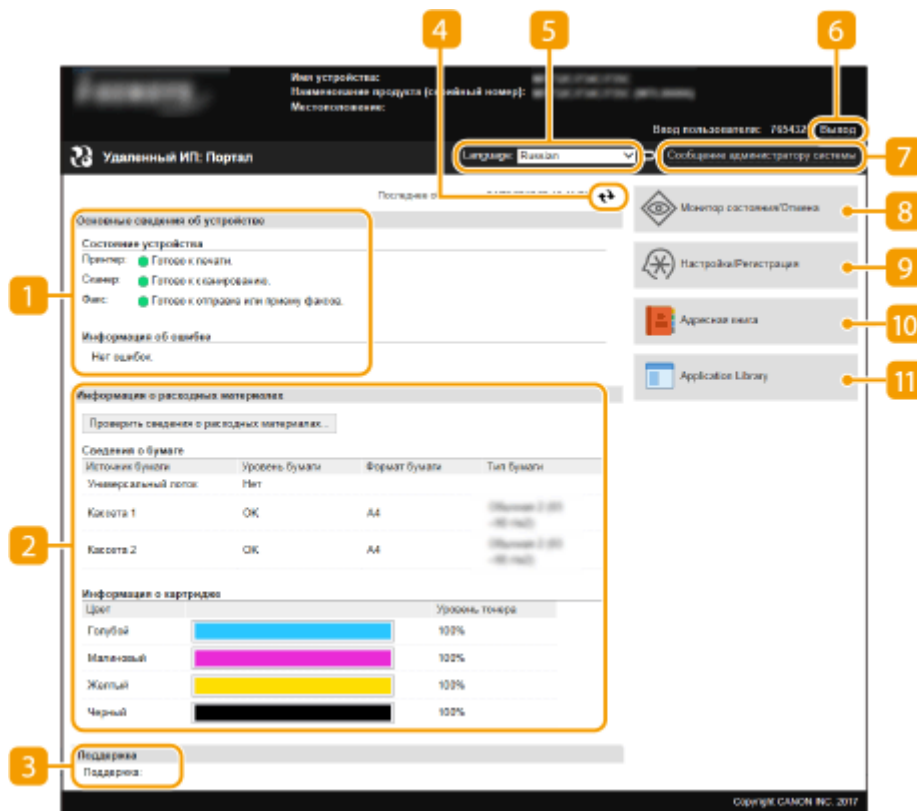 4
5
6
Имя устройства:
Наименование продукта (серийный номер):
Местоположение:
Ввод пользователя: 765432
Выход
Удаленный ИП: Портал
Language: Russian
Сообщение администратору системы
7
Основные сведения об устройстве
Состояние устройства
Принтер: Готово к печати.
Сканер: Готово к сканированию.
Факс: Готово к отправке или приему факсов.
Информация об ошибке
Нет ошибок.
1
Монитор состояния/Отмена
8
Настройки/Регистрация
9
Адресная книга
10
Application Library
11
Информация о расходных материалах
Проверить сведения о расходных материалах...
Сведения о бумаге
Источник бумаги Уровень бумаги Формат бумаги Тип бумаги
Универсальный лоток Нет
Кассета 1 OK A4
Кассета 2 OK A4
2
Информация о картридже
Цвет Уровень тонера
Голубой 100%
Малиновый 100%
Желтый 100%
Черный 100%
3
Поддержка
Поддержка:
Copyright CANON INC. 2017